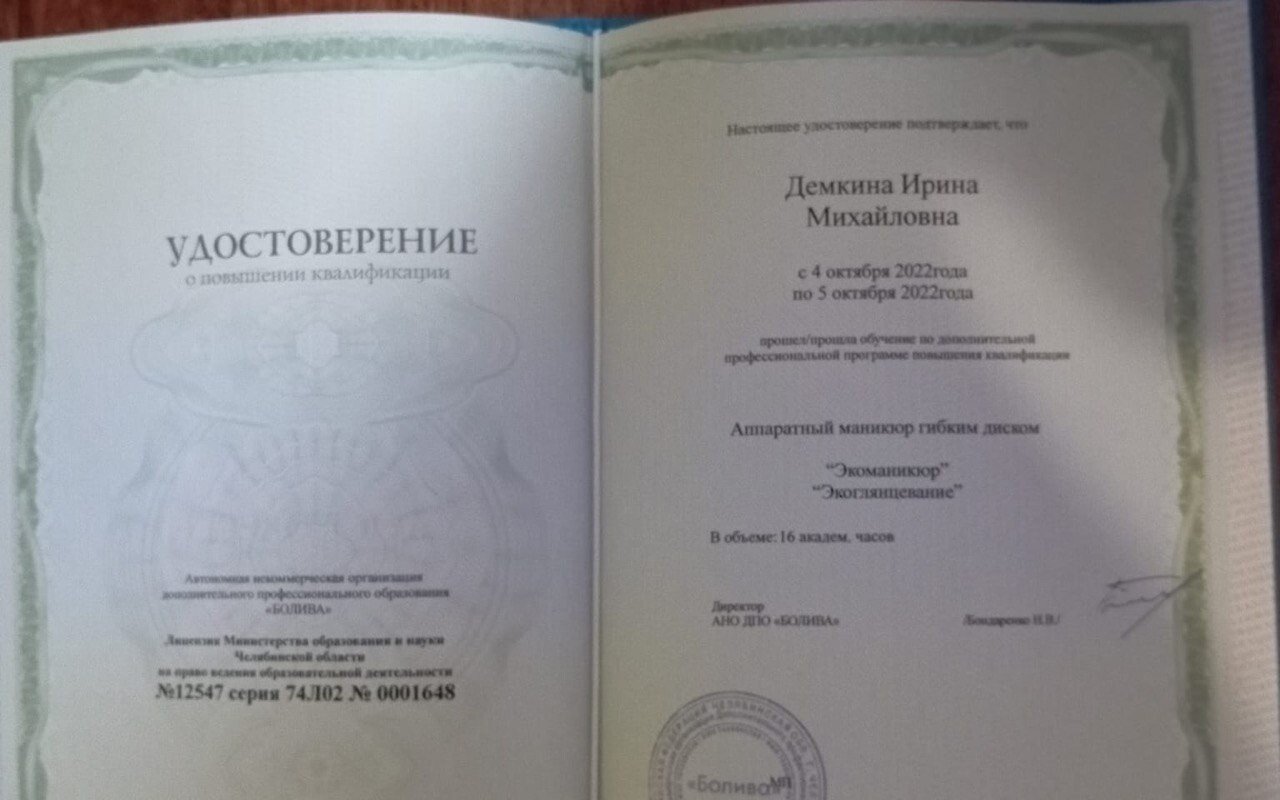 УДОСТОВЕРЕНИЕ
о повышении квалификации
Автономная некоммерческая организация
дополнительного профессионального образования
«БОЛИВА»
Лицензия Министерства образования и науки
Челябинской области
на право ведения образовательной деятельности
№12547 серия 74Л02 № 0001648
Настоящее удостоверение подтверждает, что
Демкина Ирина
Михайловна
с 4 октября 2022года
по 5 октября 2022года
прошел/прошла обучение по дополнительной
профессиональной программе повышения квалификации
Аппаратный маникюр гибким диском
“Экоманикюр”
“Экоглянцевание”
В объеме: 16 академ. часов
Директор
АНО ДПО «БОЛИВА» /Бондаренко Н.В./
«Болива»
МП